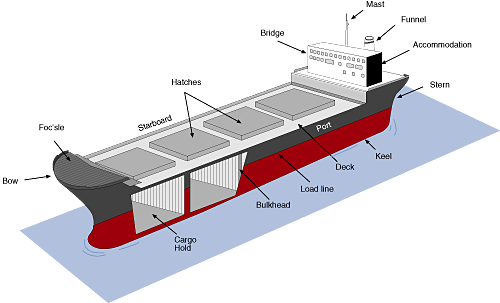 Mast
Funnel
Bridge
Accommodation
Hatches
Stern
Starboard
Foc'sle
Port
Keel
Deck
Bow
Load line
Bulkhead
Cargo
Hold